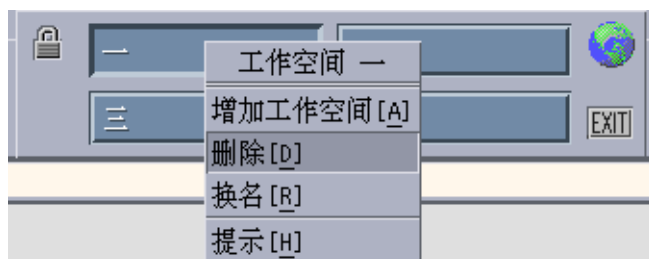 一
工作空间 一
增加工作空间[A]
三
EXIT
删除[D]
换名[R]
提示[H]